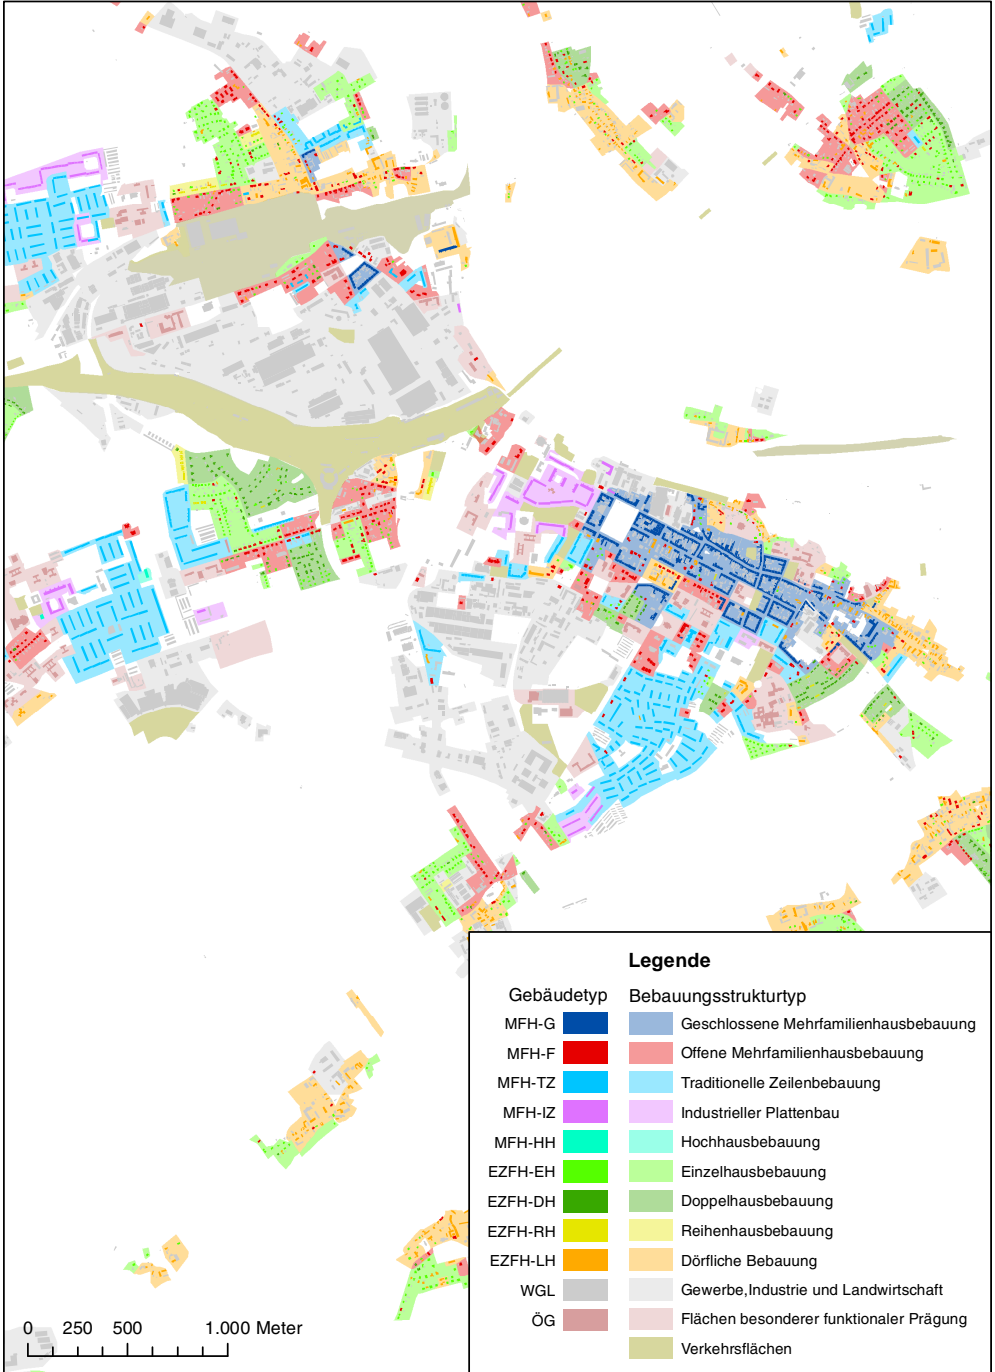 Legende
Gebäudetyp Bebauungsstrukturtyp
MFH-G Geschlossene Mehrfamilienhausbebauung
MFH-F Offene Mehrfamilienhausbebauung
MFH-TZ Traditionelle Zeilenbebauung
MFH-IZ Industrieller Plattenbau
MFH-HH Hochhausbebauung
EZFH-EH Einzelhausbebauung
EZFH-DH Doppelhausbebauung
EZFH-RH Reihenhausbebauung
EZFH-LH Dörfliche Bebauung
WGL Gewerbe,Industrie und Landwirtschaft
ÖG Flächen besonderer funktionaler Prägung
Verkehrsflächen
0 250 500 1.000 Meter